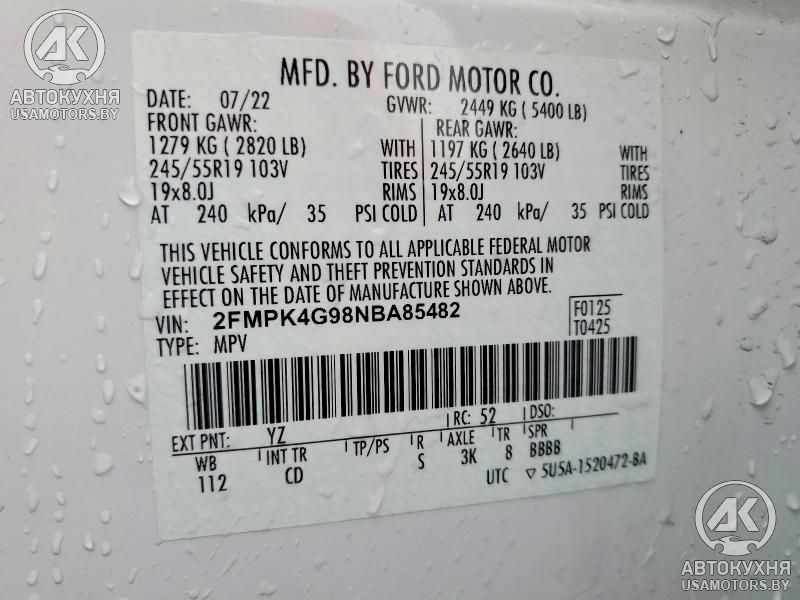 AK
АВТОКУХНЯ
USAMOTORS.BY
MFD. BY FORD MOTOR CO.
DATE: 07/22 GVWR: 2449 KG ( 5400 LB)
FRONT GAWR: REAR GAWR:
1279 KG ( 2820 LB) WITH 1197 KG ( 2640 LB) WITH
245/55R19 103V TIRES 245/55R19 103V TIRES
19x8.0J RIMS 19x8.0J RIMS
AT 240 kPa/ 35 PSI COLD AT 240 kPa/ 35 PSI COLD
THIS VEHICLE CONFORMS TO ALL APPLICABLE FEDERAL MOTOR
VEHICLE SAFETY AND THEFT PREVENTION STANDARDS IN
EFFECT ON THE DATE OF MANUFACTURE SHOWN ABOVE.
VIN: 2FMPK4G98NBA85482 F0125
TYPE: MPV T0425
EXT PNT: YZ RC: 52 DSO:
WB INT TR TP/PS R AXLE TR SPR
112 CD S 3K 8 BBBB
UTC ▽ 5U5A-1520472-BA
AK
АВТОКУХНЯ
USAMOTORS.BY